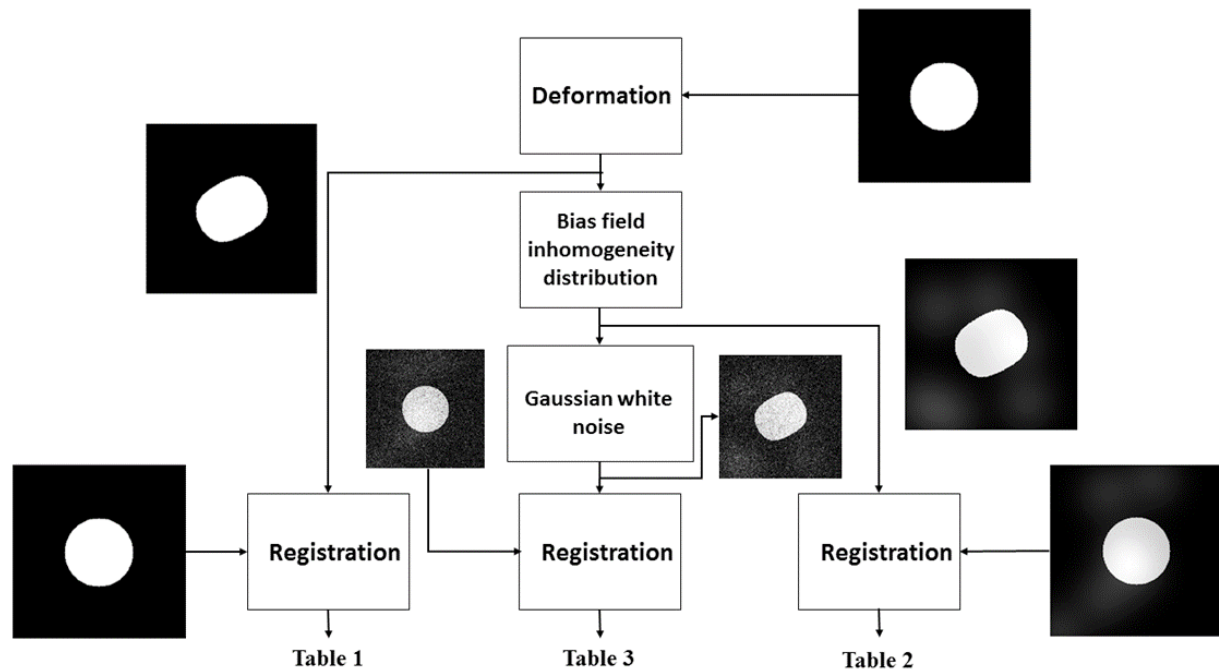 Deformation
Bias field
inhomogeneity
distribution
Gaussian white
noise
Registration
Registration
Registration
Table 1
Table 3
Table 2